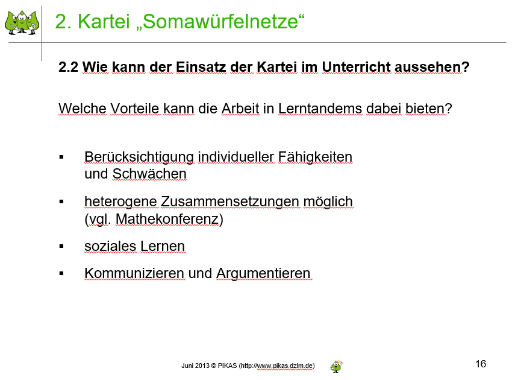 2. Kartei „Somawürfelnetze“
2.2 Wie kann der Einsatz der Kartei im Unterricht aussehen?
Welche Vorteile kann die Arbeit in Lerntandems dabei bieten?
▪ Berücksichtigung individueller Fähigkeiten
und Schwächen
▪ heterogene Zusammensetzungen möglich
(vgl. Mathekonferenz)
▪ soziales Lernen
▪ Kommunizieren und Argumentieren
Juni 2013 © PIKAS (http://www.pikas.dzlm.de)
16